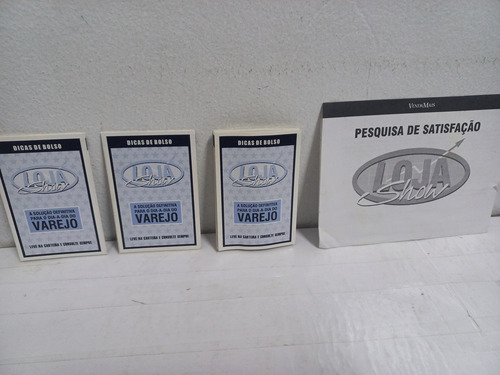 DICAS DE BOLSO
LOJA
Show
A SOLUÇÃO DEFINITIVA
PARA O DIA-A-DIA DO
VAREJO
LEVE NA CARTEIRA E CONSULTE SEMPRE
DICAS DE BOLSO
LOJA
Show
A SOLUÇÃO DEFINITIVA
PARA O DIA-A-DIA DO
VAREJO
LEVE NA CARTEIRA E CONSULTE SEMPRE
DICAS DE BOLSO
LOJA
Show
A SOLUÇÃO DEFINITIVA
PARA O DIA-A-DIA DO
VAREJO
LEVE NA CARTEIRA E CONSULTE SEMPRE
VENDAMAIS
PESQUISA DE SATISFAÇÃO
LOJA
Show